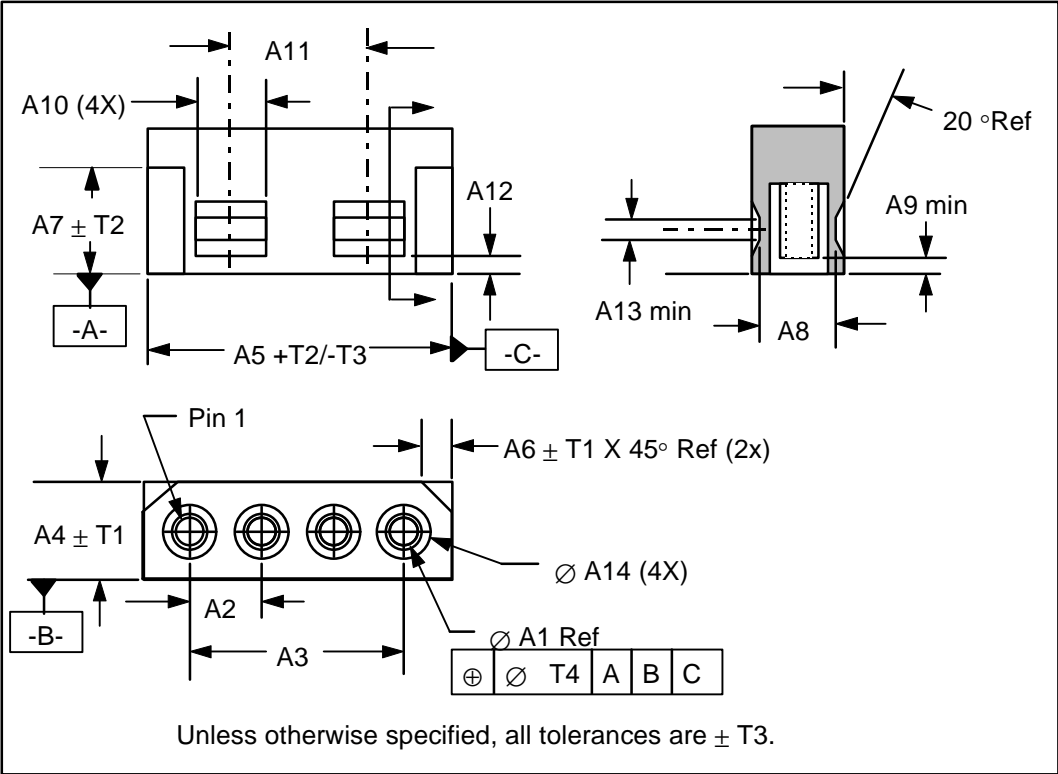 A11
A10 (4X)
20 °Ref
A12
A9 min
A7 ± T2
A13 min
-A-
A8
A5 +T2/-T3
-C-
Pin 1
A6 ± T1 X 45° Ref (2x)
A4 ± T1
∅ A14 (4X)
A2
-B-
∅ A1 Ref
A3
⊕ ∅ T4 A B C
Unless otherwise specified, all tolerances are ± T3.